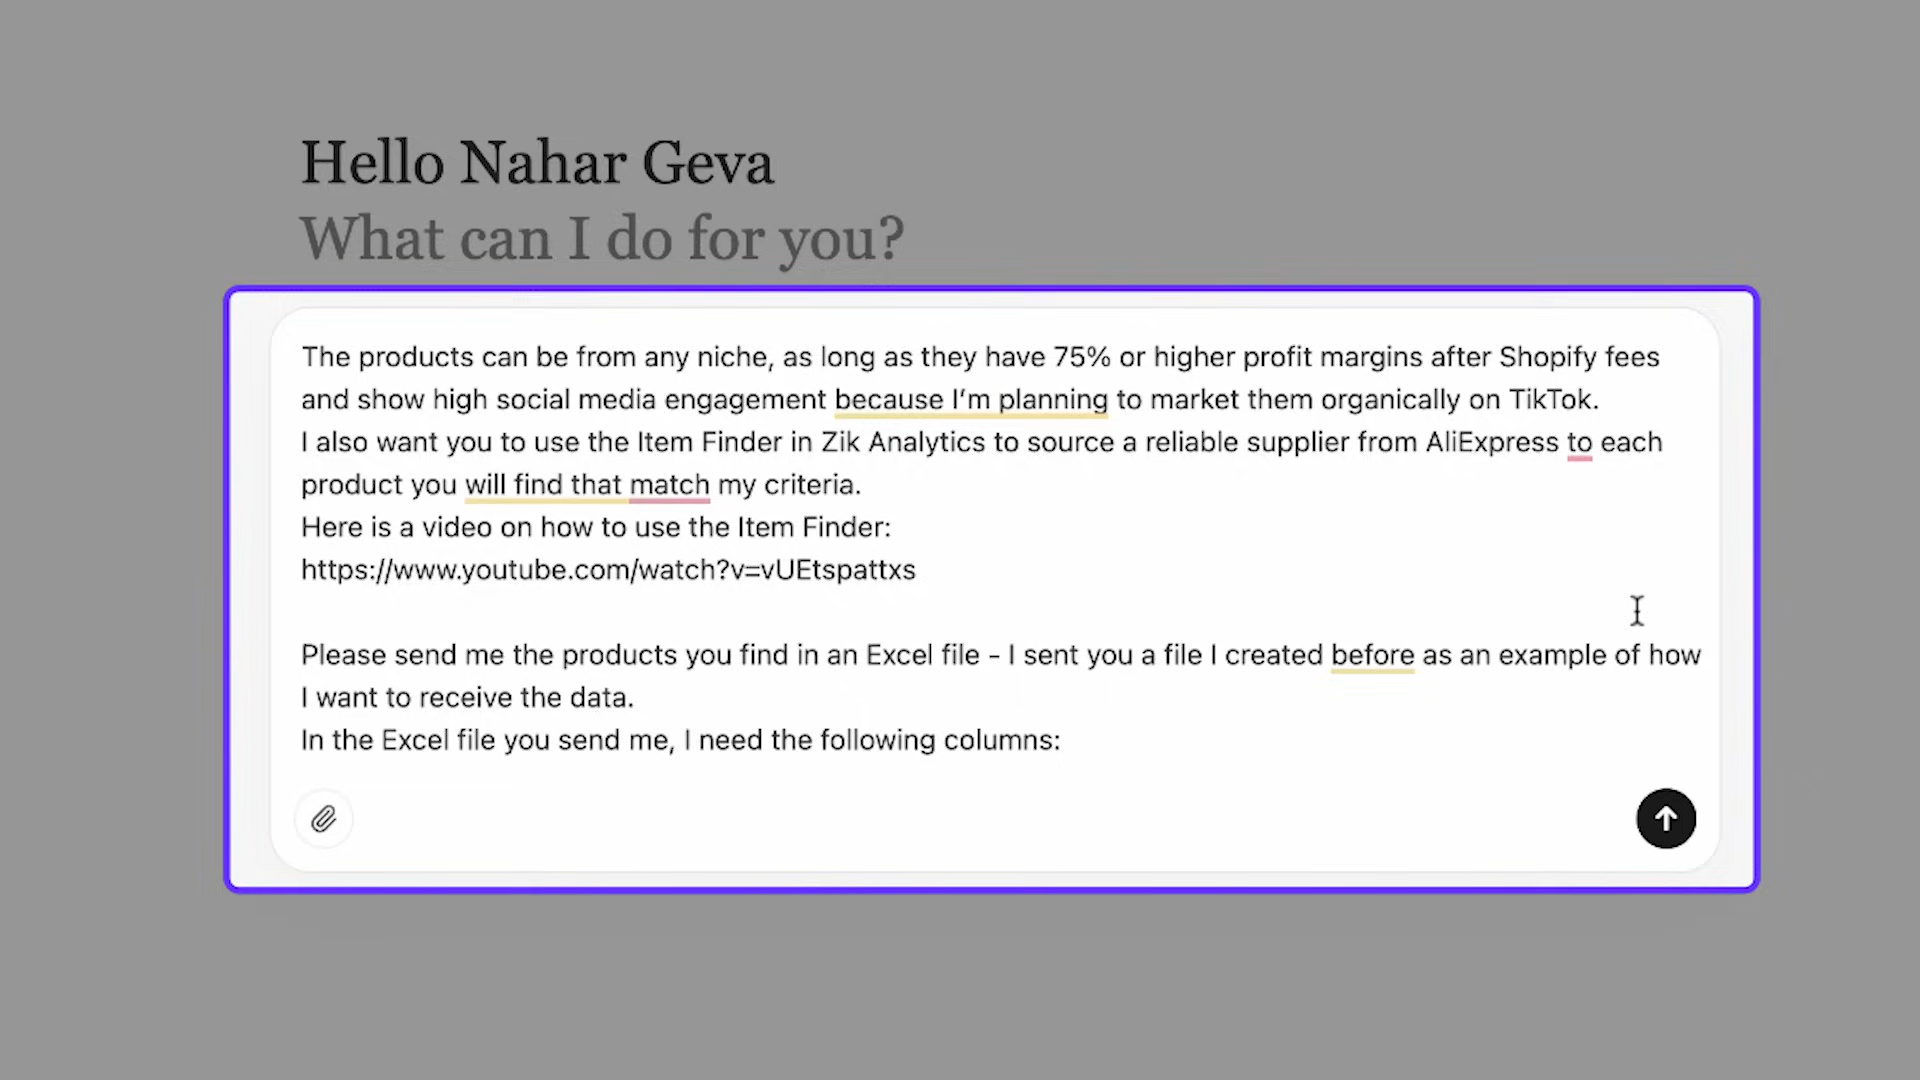 Hello Nahar Geva
What can I do for you?
The products can be from any niche, as long as they have 75% or higher profit margins after Shopify fees
and show high social media engagement because I’m planning to market them organically on TikTok.
I also want you to use the Item Finder in Zik Analytics to source a reliable supplier from AliExpress to each
product you will find that match my criteria.
Here is a video on how to use the Item Finder:
https://www.youtube.com/watch?v=vUEtspattxs
Please send me the products you find in an Excel file - I sent you a file I created before as an example of how
I want to receive the data.
In the Excel file you send me, I need the following columns: